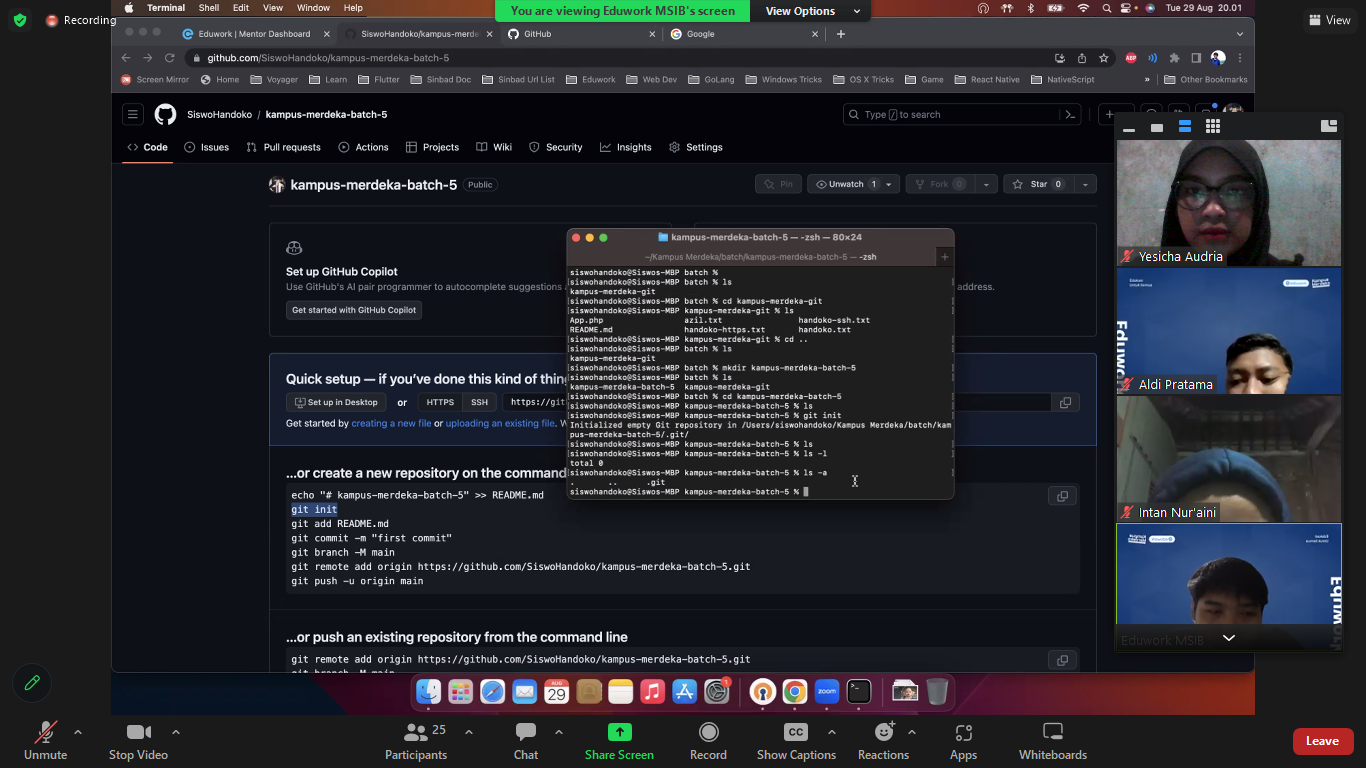 Recording
Terminal Shell Edit View Window Help
You are viewing Eduwork MSIB's screen
View Options
Tue 29 Aug 20.01
View
Eduwork | Mentor Dashboard
SiswoHandoko/kampus-merde
GitHub
Google
github.com/SiswoHandoko/kampus-merdeka-batch-5
Screen Mirror Home Voyager Learn Flutter Sinbad Doc Sinbad Url List Eduwork Web Dev GoLang Windows Tricks OS X Tricks Game React Native NativeScript » Other Bookmarks
SiswoHandoko / kampus-merdeka-batch-5
Type / to search
Code Issues Pull requests Actions Projects Wiki Security Insights Settings
kampus-merdeka-batch-5 Public
Pin Unwatch 1 Fork 0 Star 0
Set up GitHub Copilot
Use GitHub's AI pair programmer to autocomplete suggestions
address.
Get started with GitHub Copilot
Quick setup — if you've done this kind of thing
Set up in Desktop or HTTPS SSH https://git
Get started by creating a new file or uploading an existing file.
...or create a new repository on the command
echo "# kampus-merdeka-batch-5" >> README.md
git init
git add README.md
git commit -m "first commit"
git branch -M main
git remote add origin https://github.com/SiswoHandoko/kampus-merdeka-batch-5.git
git push -u origin main
...or push an existing repository from the command line
git remote add origin https://github.com/SiswoHandoko/kampus-merdeka-batch-5.git
git branch -M main
kampus-merdeka-batch-5 — -zsh — 80×24
~/Kampus Merdeka/batch/kampus-merdeka-batch-5 — -zsh
siswohandoko@Siswos-MBP batch %
siswohandoko@Siswos-MBP batch % ls
kampus-merdeka-git
siswohandoko@Siswos-MBP batch % cd kampus-merdeka-git
siswohandoko@Siswos-MBP kampus-merdeka-git % ls
App.php azil.txt handoko-ssh.txt
README.md handoko-https.txt handoko.txt
siswohandoko@Siswos-MBP kampus-merdeka-git % cd ..
siswohandoko@Siswos-MBP batch % ls
kampus-merdeka-git
siswohandoko@Siswos-MBP batch % mkdir kampus-merdeka-batch-5
siswohandoko@Siswos-MBP batch % ls
kampus-merdeka-batch-5 kampus-merdeka-git
siswohandoko@Siswos-MBP batch % cd kampus-merdeka-batch-5
siswohandoko@Siswos-MBP kampus-merdeka-batch-5 % ls
siswohandoko@Siswos-MBP kampus-merdeka-batch-5 % git init
Initialized empty Git repository in /Users/siswohandoko/Kampus Merdeka/batch/kam
pus-merdeka-batch-5/.git/
siswohandoko@Siswos-MBP kampus-merdeka-batch-5 % ls
siswohandoko@Siswos-MBP kampus-merdeka-batch-5 % ls -l
total 0
siswohandoko@Siswos-MBP kampus-merdeka-batch-5 % ls -a
. .. .git
siswohandoko@Siswos-MBP kampus-merdeka-batch-5 %
Yesicha Audria
Aldi Pratama
Intan Nur'aini
Eduwork MSIB
AUG
29
zoom
Unmute
Stop Video
Participants 25
Chat
Share Screen
Record
Show Captions
Reactions
Apps
Whiteboards
Leave